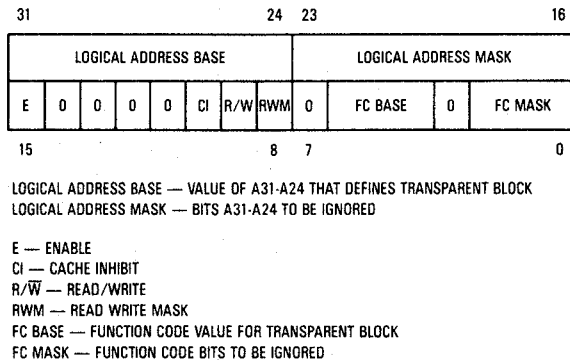 31 24 23 16
LOGICAL ADDRESS BASE LOGICAL ADDRESS MASK
E 0 0 0 0 CI R/W RWM 0 FC BASE 0 FC MASK
15 8 7 0
LOGICAL ADDRESS BASE — VALUE OF A31-A24 THAT DEFINES TRANSPARENT BLOCK
LOGICAL ADDRESS MASK — BITS A31-A24 TO BE IGNORED
E — ENABLE
CI — CACHE INHIBIT
R/W̅ — READ/WRITE
RWM — READ WRITE MASK
FC BASE — FUNCTION CODE VALUE FOR TRANSPARENT BLOCK
FC MASK — FUNCTION CODE BITS TO BE IGNORED